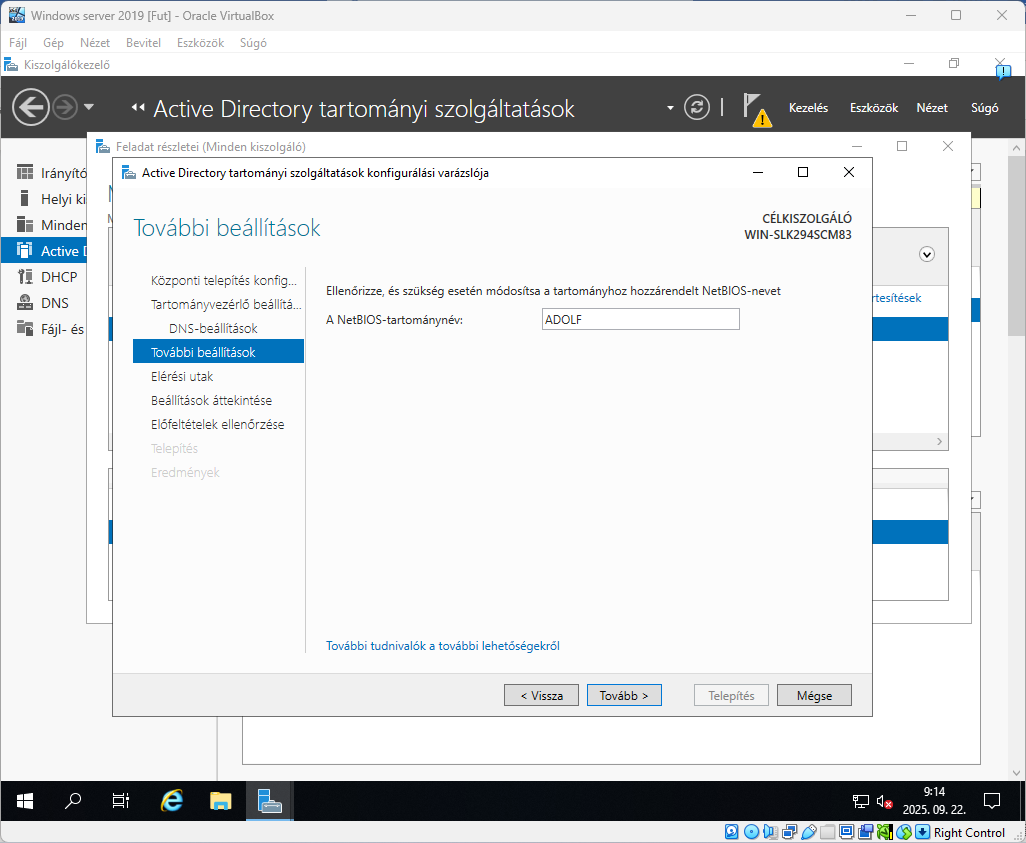 Windows server 2019 [Fut] - Oracle VirtualBox
Fájl Gép Nézet Bevitel Eszközök Súgó
Kiszolgálókezelő
Active Directory tartományi szolgáltatások
Kezelés Eszközök Nézet Súgó
Feladat részletei (Minden kiszolgáló)
Active Directory tartományi szolgáltatások konfigurálási varázslója
Irányító
Helyi ki
Minden
Active D
DHCP
DNS
Fájl- és
További beállítások
CÉLKISZOLGÁLÓ
WIN-SLK294SCM83
Központi telepítés konfig...
Tartományvezérlő beállítá...
DNS-beállítások
További beállítások
Elérési utak
Beállítások áttekintése
Előfeltételek ellenőrzése
Telepítés
Eredmények
Ellenőrizze, és szükség esetén módosítsa a tartományhoz hozzárendelt NetBIOS-nevet
A NetBIOS-tartománynév: ADOLF
rtesítések
További tudnivalók a további lehetőségekről
< Vissza Tovább > Telepítés Mégse
9:14
2025. 09. 22.
Right Control